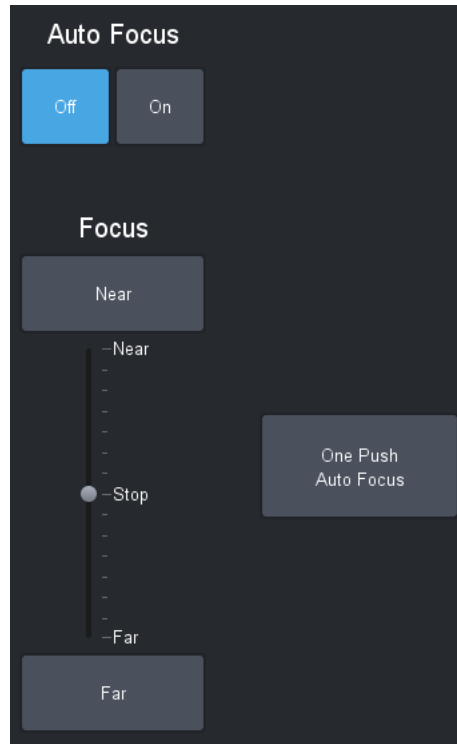 Auto Focus
Off
On
Focus
Near
Near
Stop
Far
Far
One Push
Auto Focus